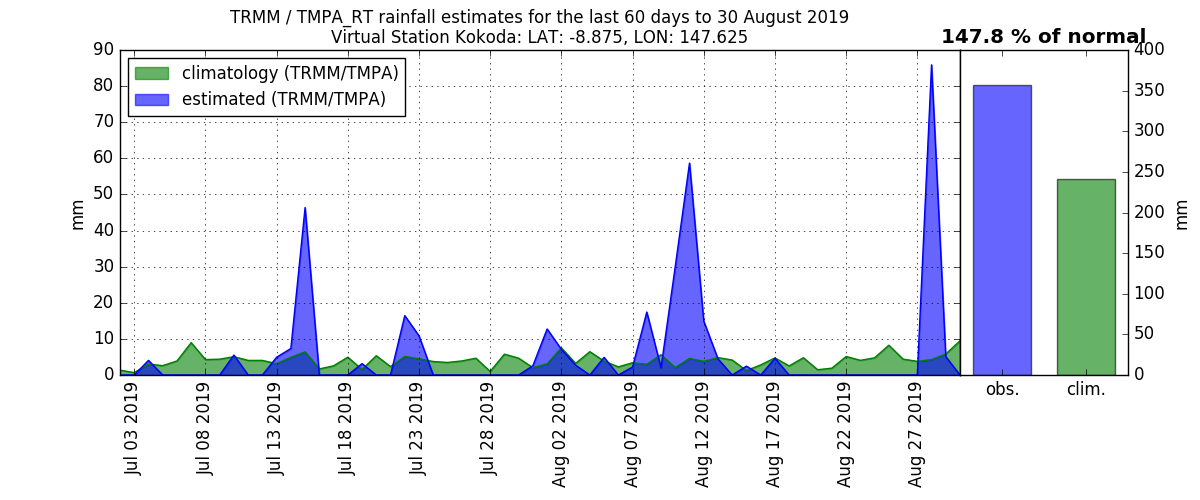 TRMM / TMPA_RT rainfall estimates for the last 60 days to 30 August 2019
Virtual Station Kokoda: LAT: -8.875, LON: 147.625
147.8 % of normal
climatology (TRMM/TMPA)
estimated (TRMM/TMPA)
mm
90
80
70
60
50
40
30
20
10
0
Jul 03 2019
Jul 08 2019
Jul 13 2019
Jul 18 2019
Jul 23 2019
Jul 28 2019
Aug 02 2019
Aug 07 2019
Aug 12 2019
Aug 17 2019
Aug 22 2019
Aug 27 2019
obs.
clim.
400
350
300
250
200
150
100
50
0
mm